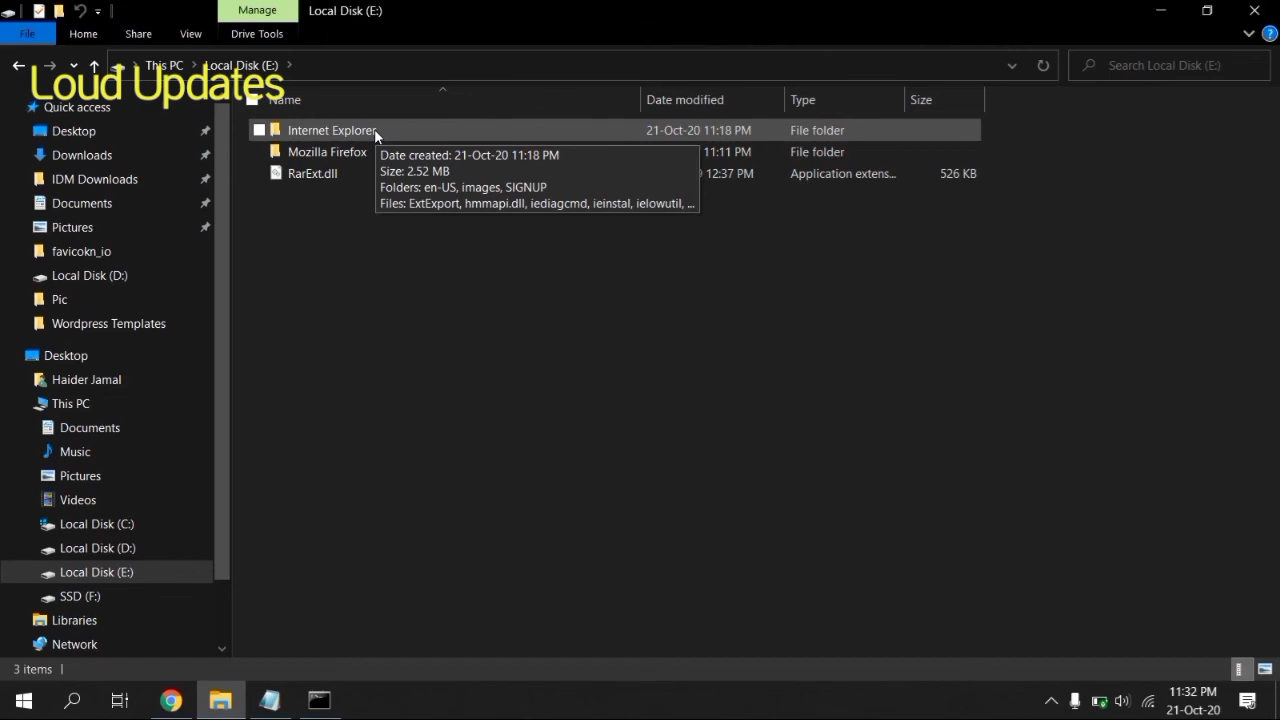 Manage
Local Disk (E:)
File
Home
Share
View
Drive Tools
This PC
Local Disk (E:)
Search Local Disk (E:)
Loud Updates
Name
Date modified
Type
Size
Quick access
Desktop
Downloads
IDM Downloads
Documents
Pictures
favicokn_io
Local Disk (D:)
Pic
Wordpress Templates
Desktop
Haider Jamal
This PC
Documents
Music
Pictures
Videos
Local Disk (C:)
Local Disk (D:)
Local Disk (E:)
SSD (F:)
Libraries
Network
Internet Explorer 21-Oct-20 11:18 PM File folder
Mozilla Firefox 11:11 PM File folder
RarExt.dll 12:37 PM Application extens... 526 KB
Date created: 21-Oct-20 11:18 PM
Size: 2.52 MB
Folders: en-US, images, SIGNUP
Files: ExtExport, hmmapi.dll, iediagcmd, ieinstal, ielowutil, ...
3 items
11:32 PM
21-Oct-20